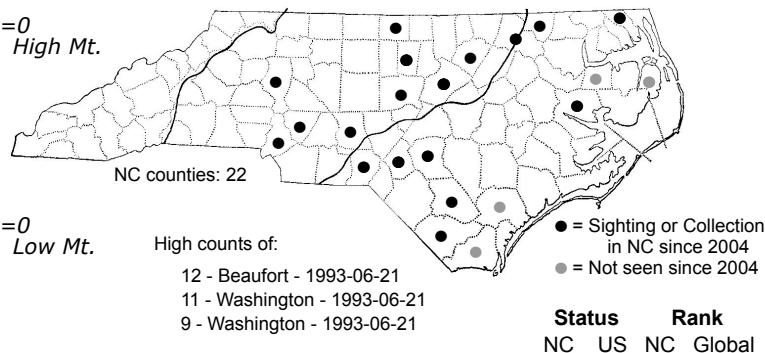 =0
High Mt.
NC counties: 22
=0
Low Mt.
High counts of:
12 - Beaufort - 1993-06-21
11 - Washington - 1993-06-21
9 - Washington - 1993-06-21
= Sighting or Collection
in NC since 2004
= Not seen since 2004
Status Rank
NC US NC Global